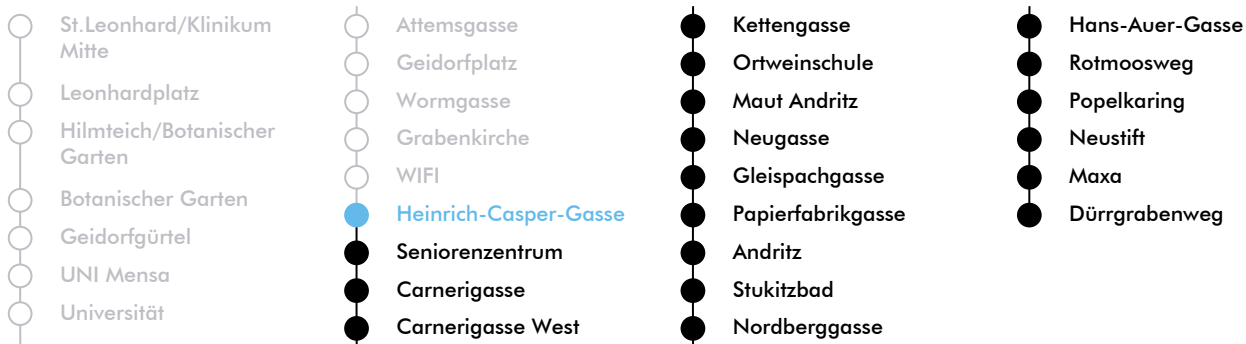 St.Leonhard/Klinikum
Mitte
Leonhardplatz
Hilmteich/Botanischer
Garten
Botanischer Garten
Geidorfgürtel
UNI Mensa
Universität
Attemsgasse
Geidorfplatz
Wormgasse
Grabenkirche
WIFI
Heinrich-Casper-Gasse
Seniorenzentrum
Carnerigasse
Carnerigasse West
Kettengasse
Ortweinschule
Maut Andritz
Neugasse
Gleispachgasse
Papierfabrikgasse
Andritz
Stukitzbad
Nordberggasse
Hans-Auer-Gasse
Rotmoosweg
Popelkaring
Neustift
Maxa
Dürrgrabenweg